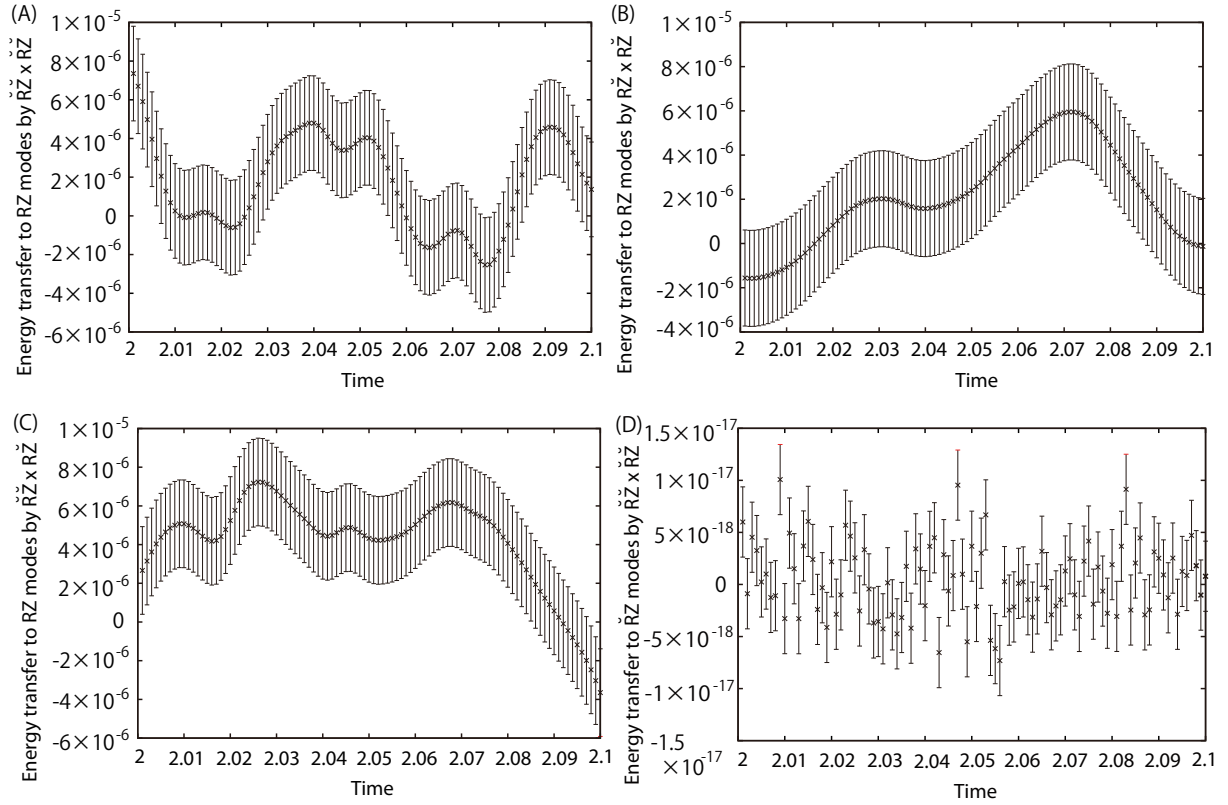 (A)
1×10⁻⁵
8×10⁻⁶
6×10⁻⁶
4×10⁻⁶
2×10⁻⁶
0
-2×10⁻⁶
-4×10⁻⁶
-6×10⁻⁶
Energy transfer to RZ modes by R̆Z̆ x R̆Z̆
2 2.01 2.02 2.03 2.04 2.05 2.06 2.07 2.08 2.09 2.1
Time
(B)
1×10⁻⁵
8×10⁻⁶
6×10⁻⁶
4×10⁻⁶
2×10⁻⁶
0
-2×10⁻⁶
-4×10⁻⁶
Energy transfer to RZ modes by RZ̆ x RZ̆
2 2.01 2.02 2.03 2.04 2.05 2.06 2.07 2.08 2.09 2.1
Time
(C)
1×10⁻⁵
8×10⁻⁶
6×10⁻⁶
4×10⁻⁶
2×10⁻⁶
0
-2×10⁻⁶
-4×10⁻⁶
-6×10⁻⁶
Energy transfer to RZ modes by R̆Z x RZ̆
2 2.01 2.02 2.03 2.04 2.05 2.06 2.07 2.08 2.09 2.1
Time
(D)
1.5×10⁻¹⁷
1×10⁻¹⁷
5×10⁻¹⁸
0
-5×10⁻¹⁸
-1×10⁻¹⁷
-1.5
×10⁻¹⁷
Energy transfer to R̆Z modes by RZ̆ x RZ̆
2 2.01 2.02 2.03 2.04 2.05 2.06 2.07 2.08 2.09 2.1
Time